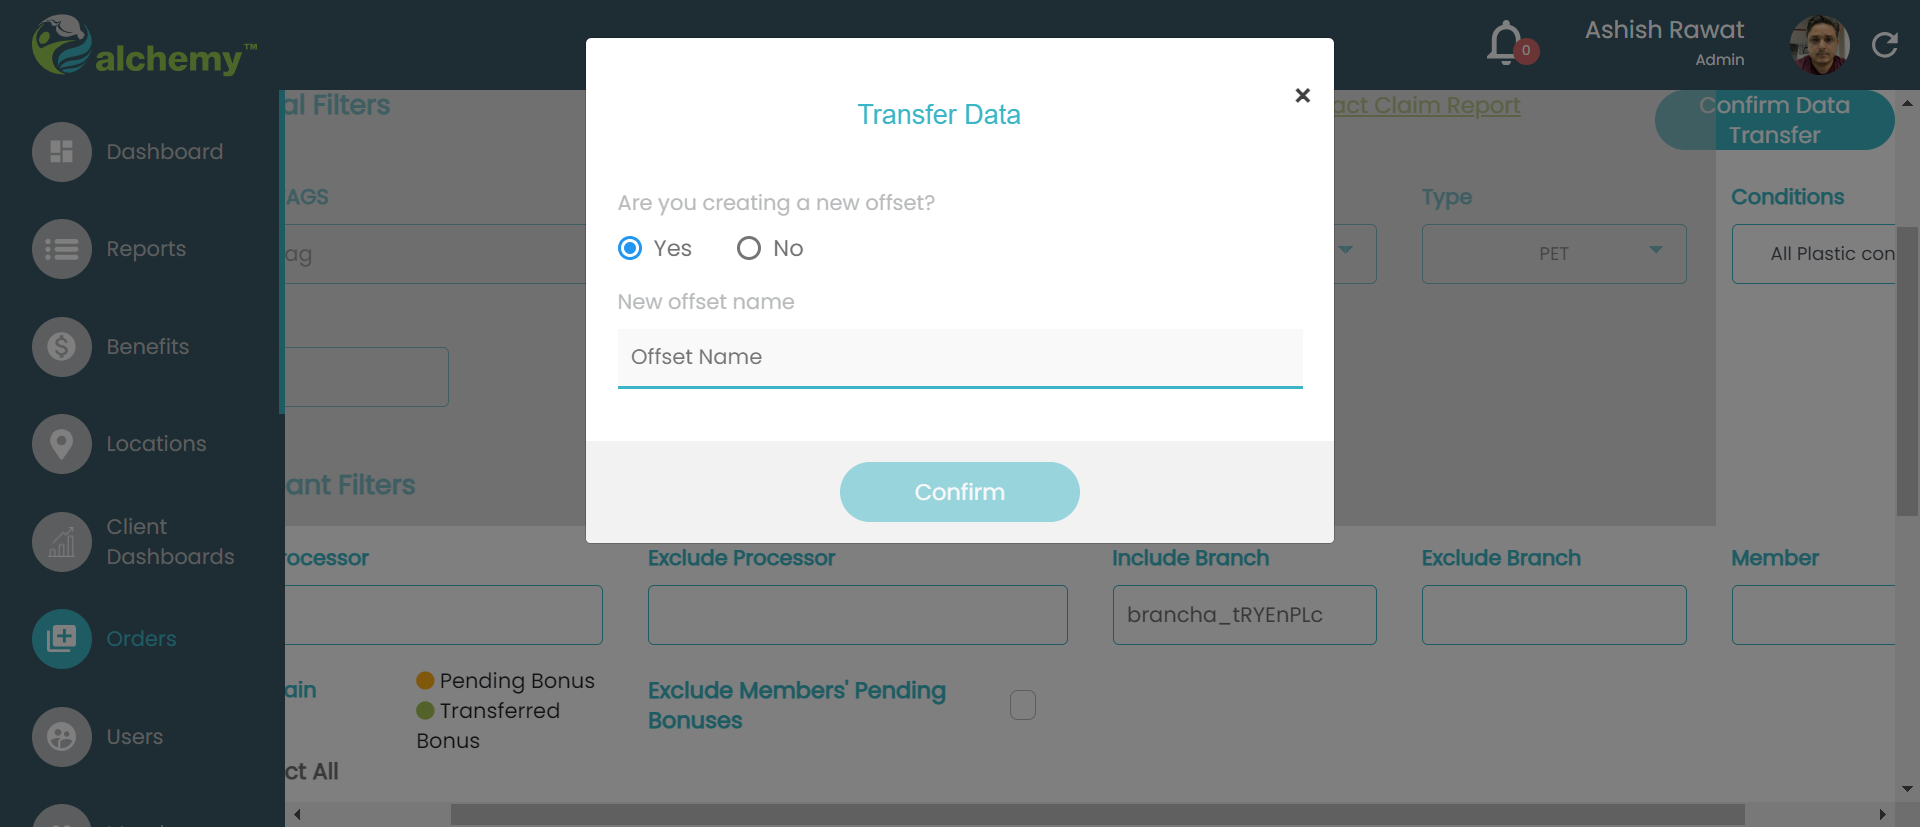 alchemy™
0
Ashish Rawat
Admin
Dashboard
Reports
Benefits
Locations
Client
Dashboards
Orders
Users
al Filters
act Claim Report
Confirm Data
Transfer
AGS
Type
Conditions
ag
PET
All Plastic con
ant Filters
Transfer Data
Are you creating a new offset?
Yes
No
New offset name
Offset Name
Confirm
ocessor
Exclude Processor
Include Branch
Exclude Branch
Member
brancha_tRYEnPLc
ain
Pending Bonus
Transferred
Bonus
Exclude Members' Pending
Bonuses
ct All